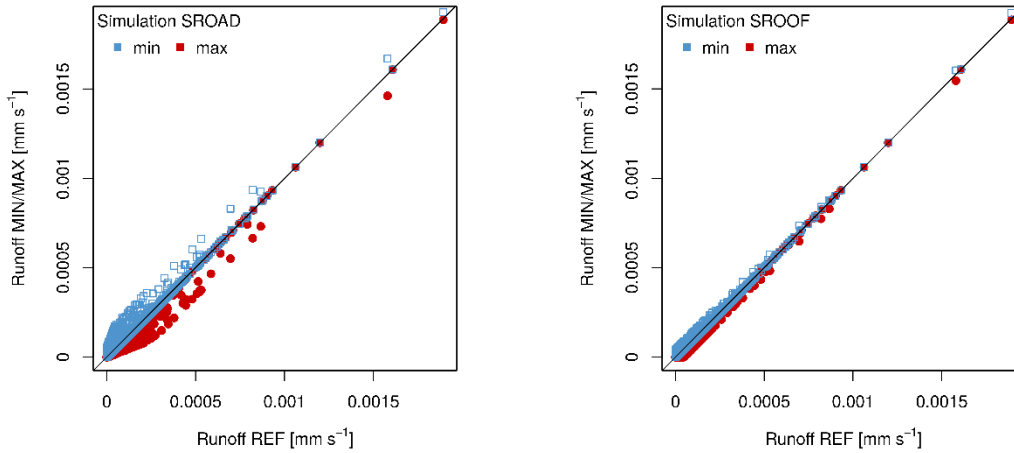 Simulation SROAD
min max
Runoff MIN/MAX [mm s⁻¹]
0.0015
0.001
0.0005
0
0 0.0005 0.001 0.0015
Runoff REF [mm s⁻¹]
Simulation SROOF
min max
Runoff MIN/MAX [mm s⁻¹]
0.0015
0.001
0.0005
0
0 0.0005 0.001 0.0015
Runoff REF [mm s⁻¹]